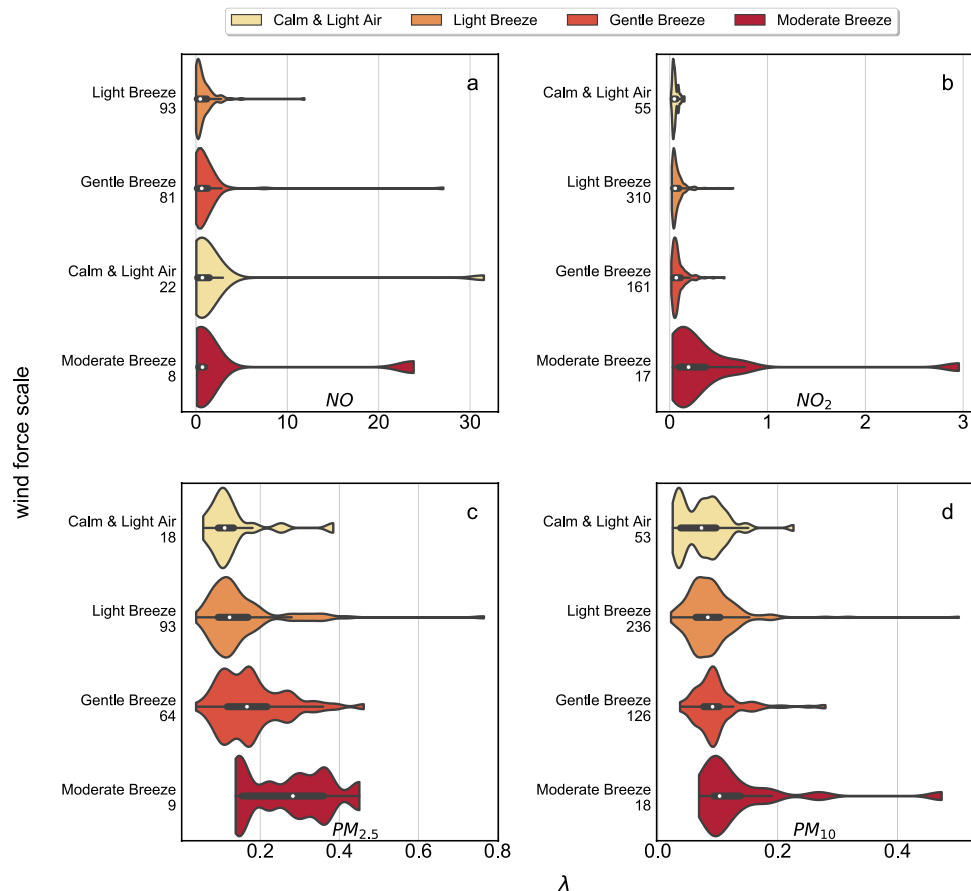 Calm & Light Air Light Breeze Gentle Breeze Moderate Breeze
a
Light Breeze
93
Gentle Breeze
81
Calm & Light Air
22
Moderate Breeze
8
NO
0 10 20 30
b
Calm & Light Air
55
Light Breeze
310
Gentle Breeze
161
Moderate Breeze
17
NO₂
0 1 2 3
wind force scale
c
Calm & Light Air
18
Light Breeze
93
Gentle Breeze
64
Moderate Breeze
9
PM₂.₅
0.2 0.4 0.6 0.8
d
Calm & Light Air
53
Light Breeze
236
Gentle Breeze
126
Moderate Breeze
18
PM₁₀
0.0 0.2 0.4
λ